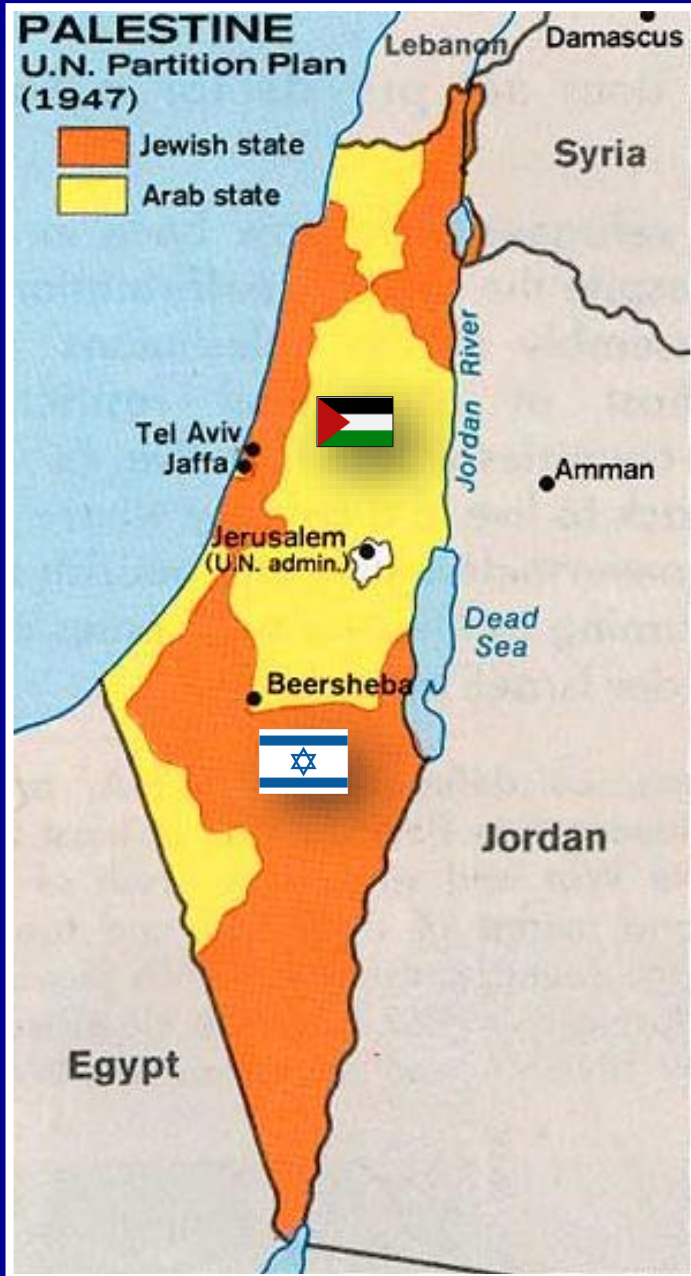 PALESTINE
U.N. Partition Plan
(1947)
Jewish state
Arab state
Lebanon
Damascus
Syria
Jordan River
Tel Aviv
Jaffa
Amman
Jerusalem
(U.N. admin.)
Dead
Sea
Beersheba
Jordan
Egypt